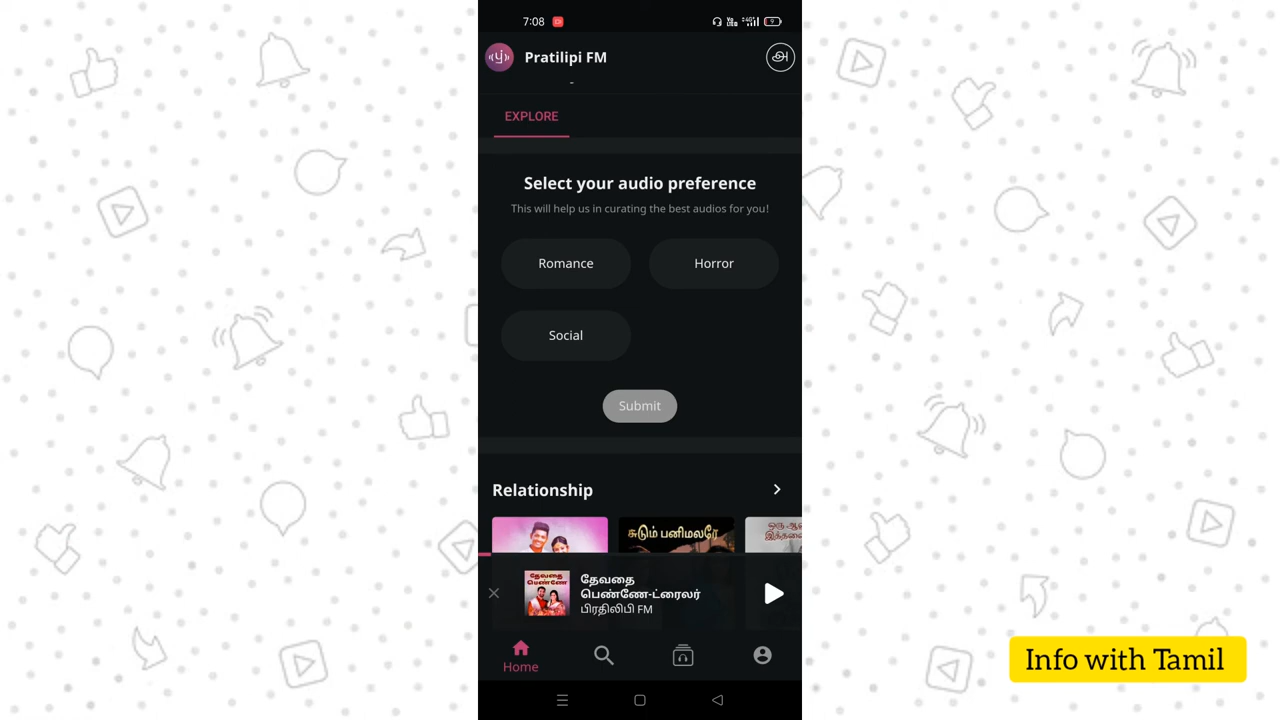 7:08
Pratilipi FM
அ
EXPLORE
Select your audio preference
This will help us in curating the best audios for you!
Romance
Horror
Social
Submit
Relationship
சுடும் பனிமலரே
தேவதை
பெண்ணே
தேவதை
பெண்ணே-ட்ரைலர்
பிரதிலிபி FM
Home
Info with Tamil